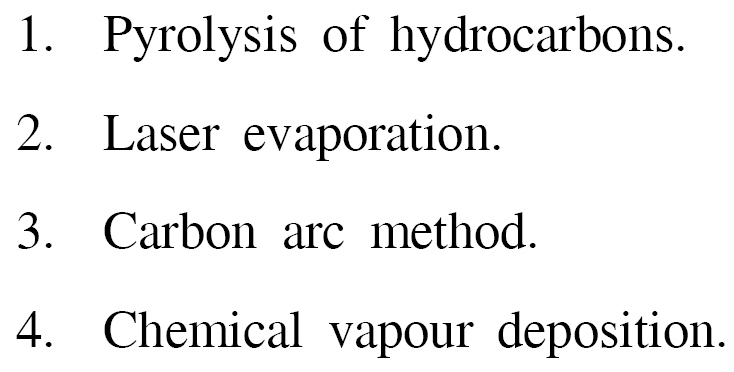 1. Pyrolysis of hydrocarbons.
2. Laser evaporation.
3. Carbon arc method.
4. Chemical vapour deposition.